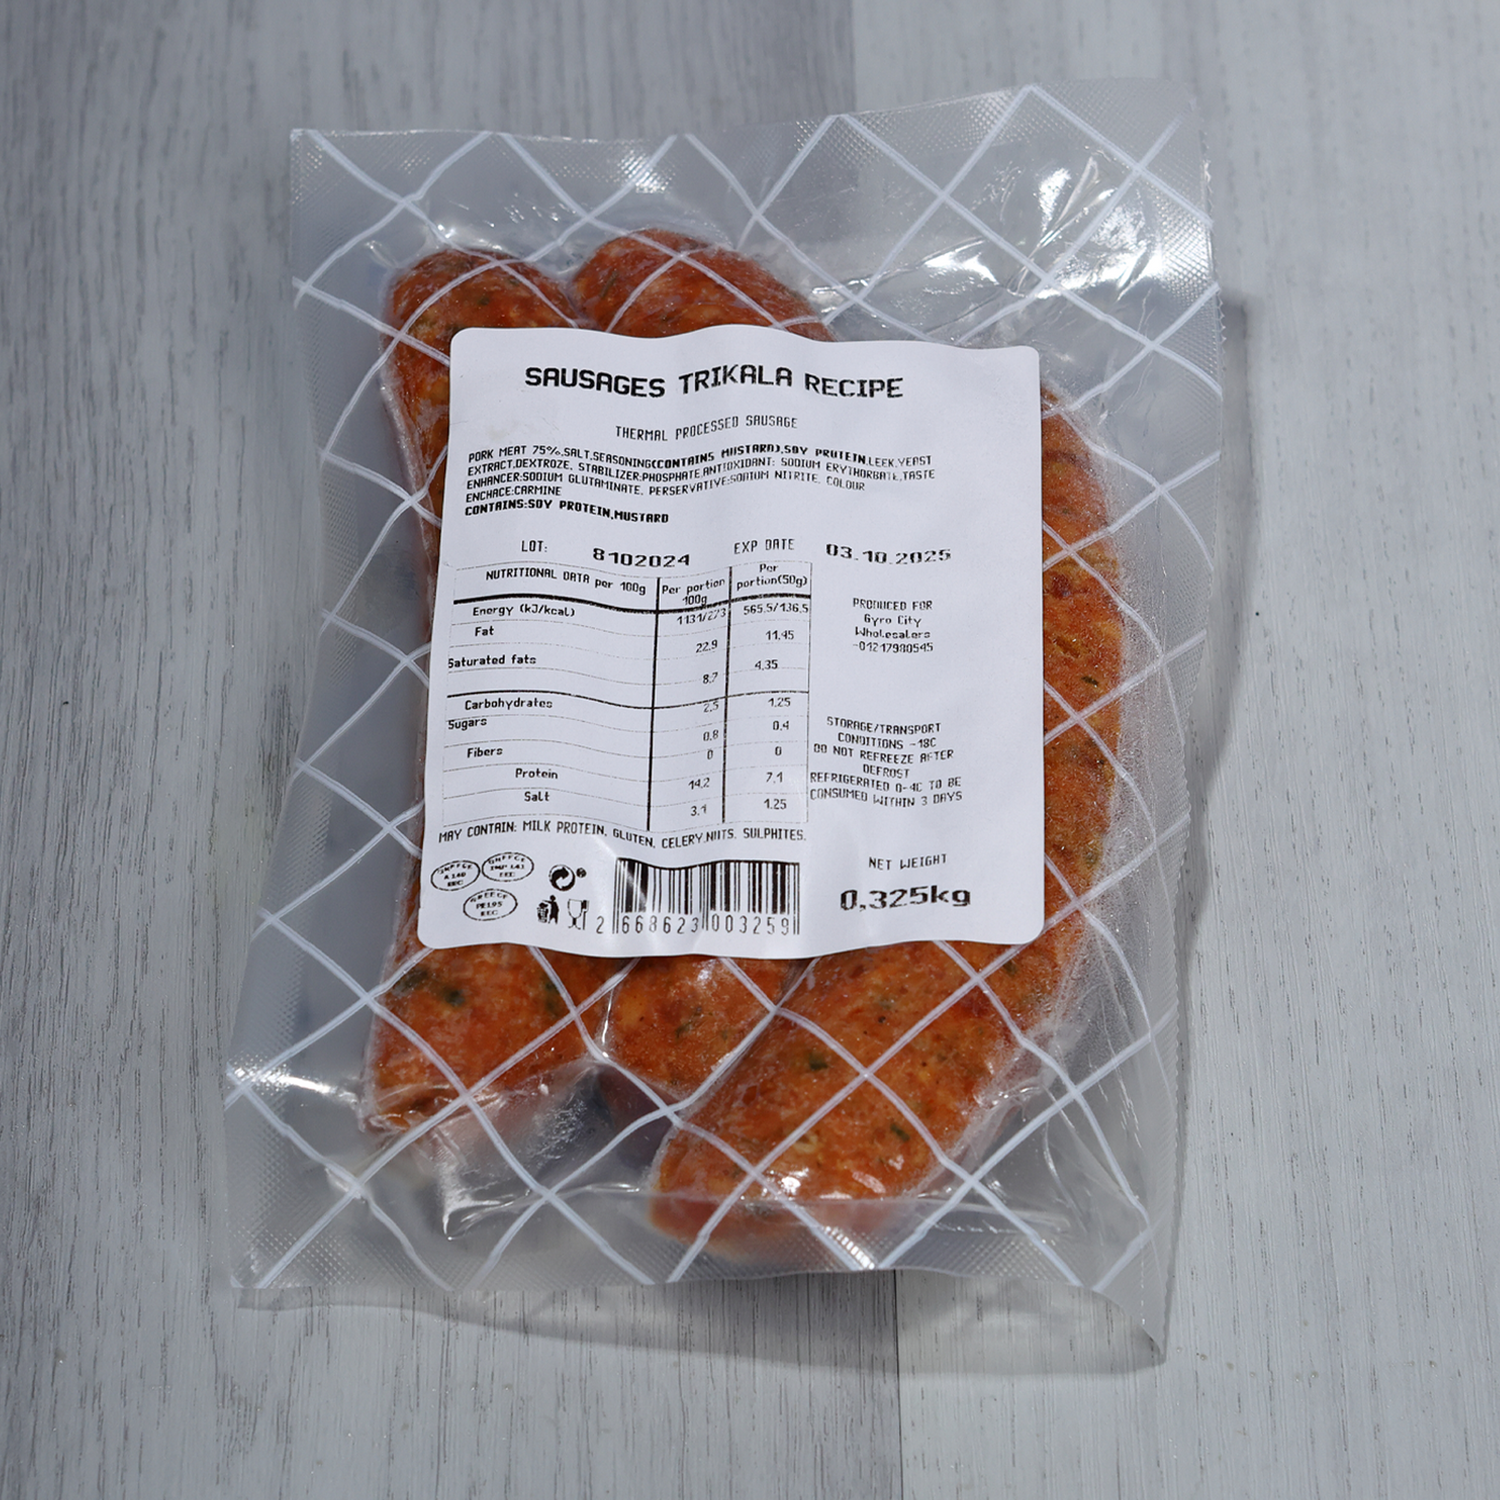 SAUSAGES TRIKALA RECIPE
THERMAL PROCESSED SAUSAGE
PORK MEAT 75%,SALT,SEASONING(CONTAINS MUSTARD),SOY PROTEIN,LEEK,YEAST
EXTRACT,DEXTROZE, STABILIZER:PHOSPHATE,ANTIOXIDANT: SODIUM ERYTHORBATE,TASTE
ENHANCER:SODIUM GLUTAMINATE, PERSERVATIVE:SODIUM NITRITE, COLOUR
ENCHACE:CARMINE
CONTAINS:SOY PROTEIN,MUSTARD
LOT: 8102024 EXP DATE 03.10.2025
NUTRITIONAL DATA per 100g Per portion 100g Per portion(50g)
Energy (kJ/kcal) 1131/273 565.5/136.5
Fat 22.9 11.45
Saturated fats 8.7 4.35
Carbohydrates 2.5 1.25
Sugars 0.8 0.4
Fibers 0 0
Protein 14.2 7.1
Salt 3.1 1.25
MAY CONTAIN: MILK PROTEIN, GLUTEN, CELERY,NUTS, SULPHITES.
PRODUCED FOR
Gyro City
Wholesalers
-01217980545
STORAGE/TRANSPORT
CONDITIONS -18C
DO NOT REFREEZE AFTER
DEFROST
REFRIGERATED 0-4C TO BE
CONSUMED WITHIN 3 DAYS
NET WEIGHT
0,325kg
GREECE
EEC
GREECE
EEC
GREECE
PE195
EEC
2 668623 003259